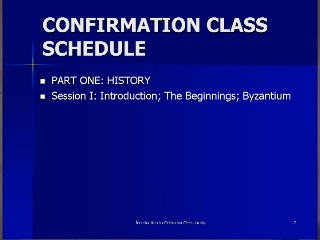 CONFIRMATION CLASS
SCHEDULE
PART ONE: HISTORY
Session I: Introduction; The Beginnings; Byzantium